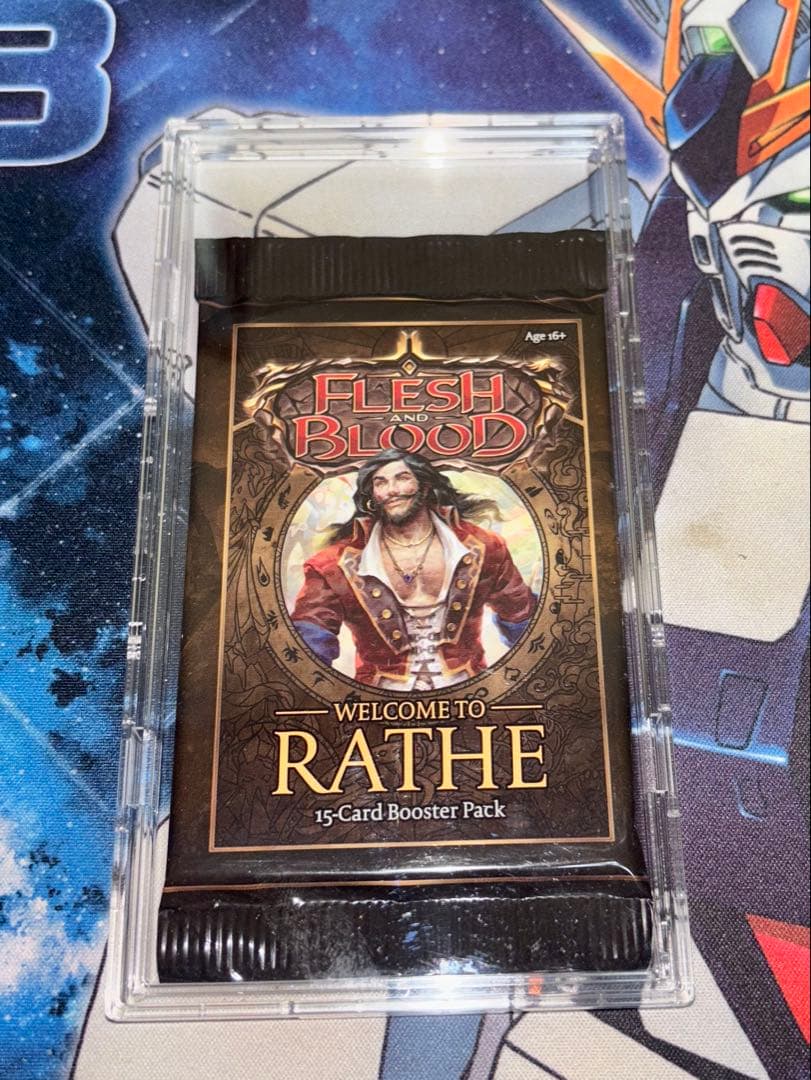 Age 16+
FLESH
AND
BLOOD
WELCOME TO
RATHE
15-Card Booster Pack